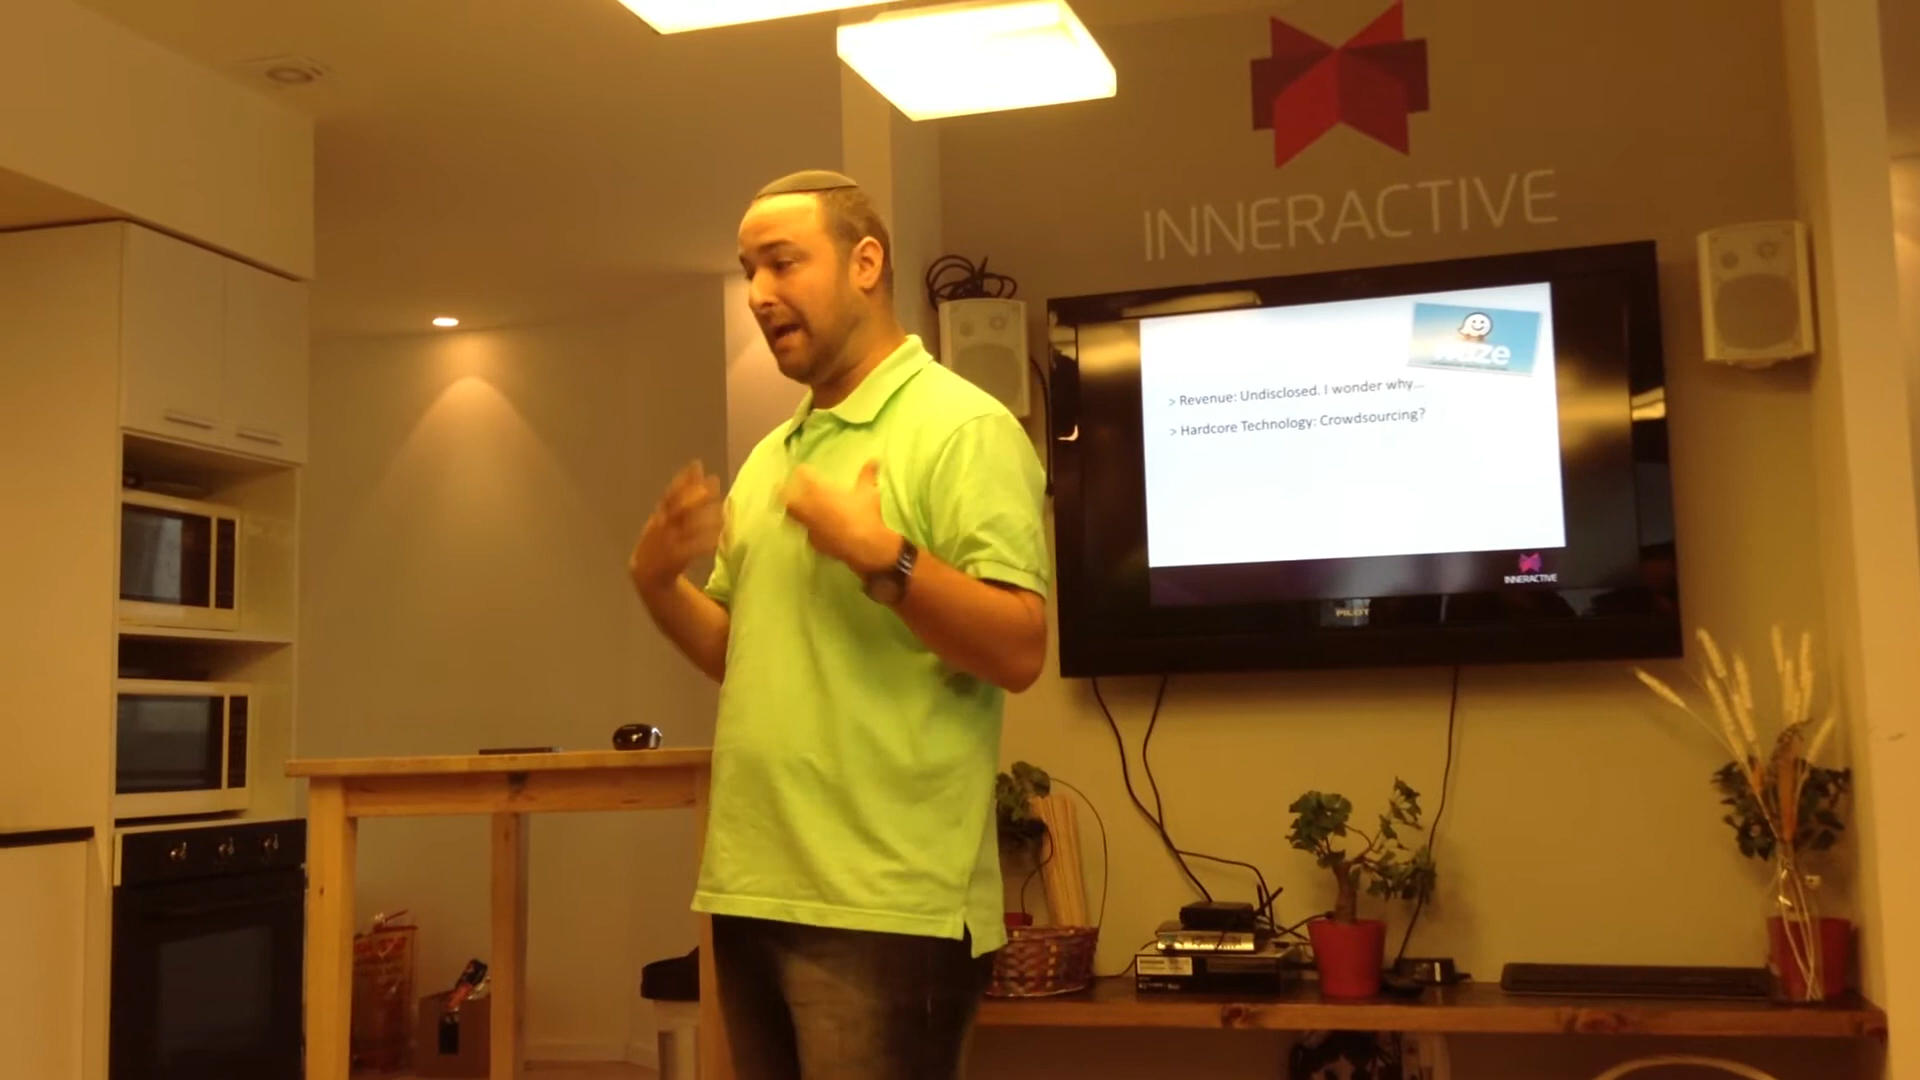 INNERACTIVE
waze
> Revenue: Undisclosed. I wonder why...
> Hardcore Technology: Crowdsourcing?
INNERACTIVE
PILOT